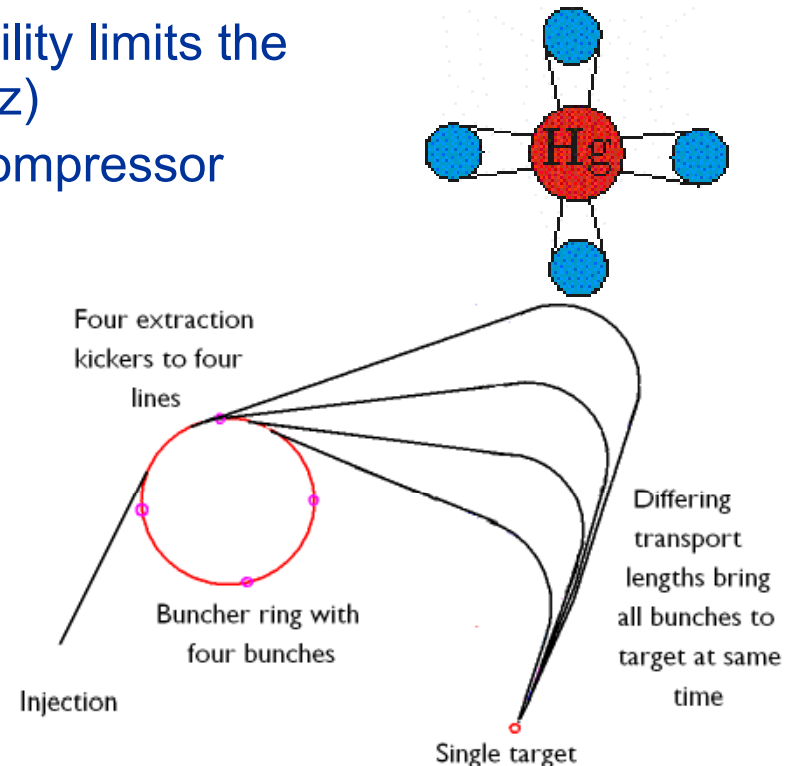 ility limits the
z)
ompressor
Hg
Four extraction
kickers to four
lines
Differing
transport
lengths bring
all bunches to
target at same
time
Buncher ring with
four bunches
Injection
Single target